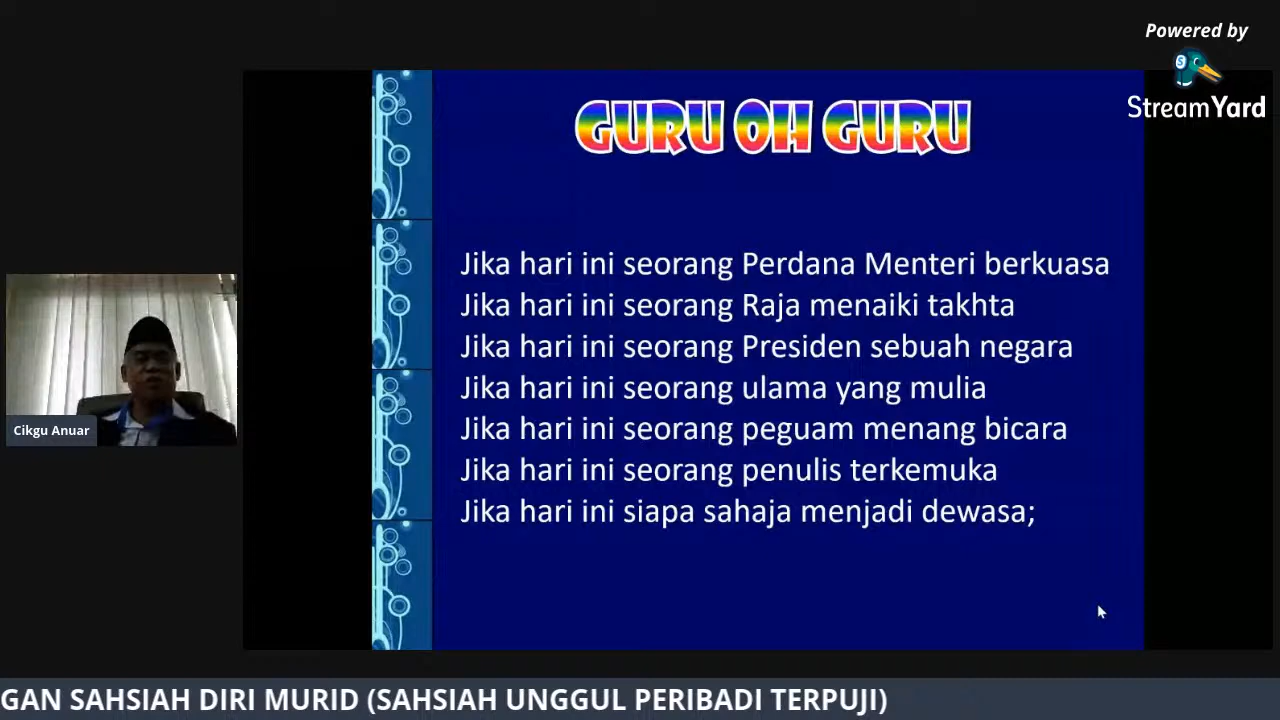 Powered by
StreamYard
GURU OH GURU
Jika hari ini seorang Perdana Menteri berkuasa
Jika hari ini seorang Raja menaiki takhta
Jika hari ini seorang Presiden sebuah negara
Jika hari ini seorang ulama yang mulia
Jika hari ini seorang peguam menang bicara
Jika hari ini seorang penulis terkemuka
Jika hari ini siapa sahaja menjadi dewasa;
Cikgu Anuar
GAN SAHSIAH DIRI MURID (SAHSIAH UNGGUL PERIBADI TERPUJI)